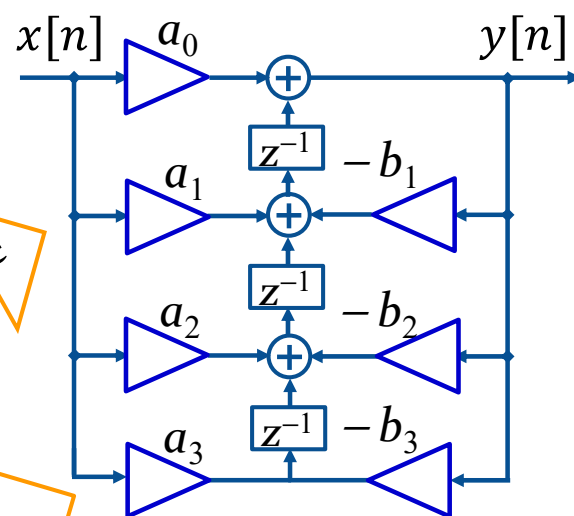 x[n] a₀ y[n]
+
z⁻¹
a₁ -b₁
+
z⁻¹
a₂ -b₂
+
z⁻¹
a₃ -b₃